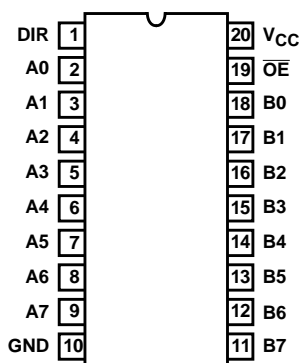 DIR 1 20 VCC
A0 2 19 OE
A1 3 18 B0
A2 4 17 B1
A3 5 16 B2
A4 6 15 B3
A5 7 14 B4
A6 8 13 B5
A7 9 12 B6
GND 10 11 B7